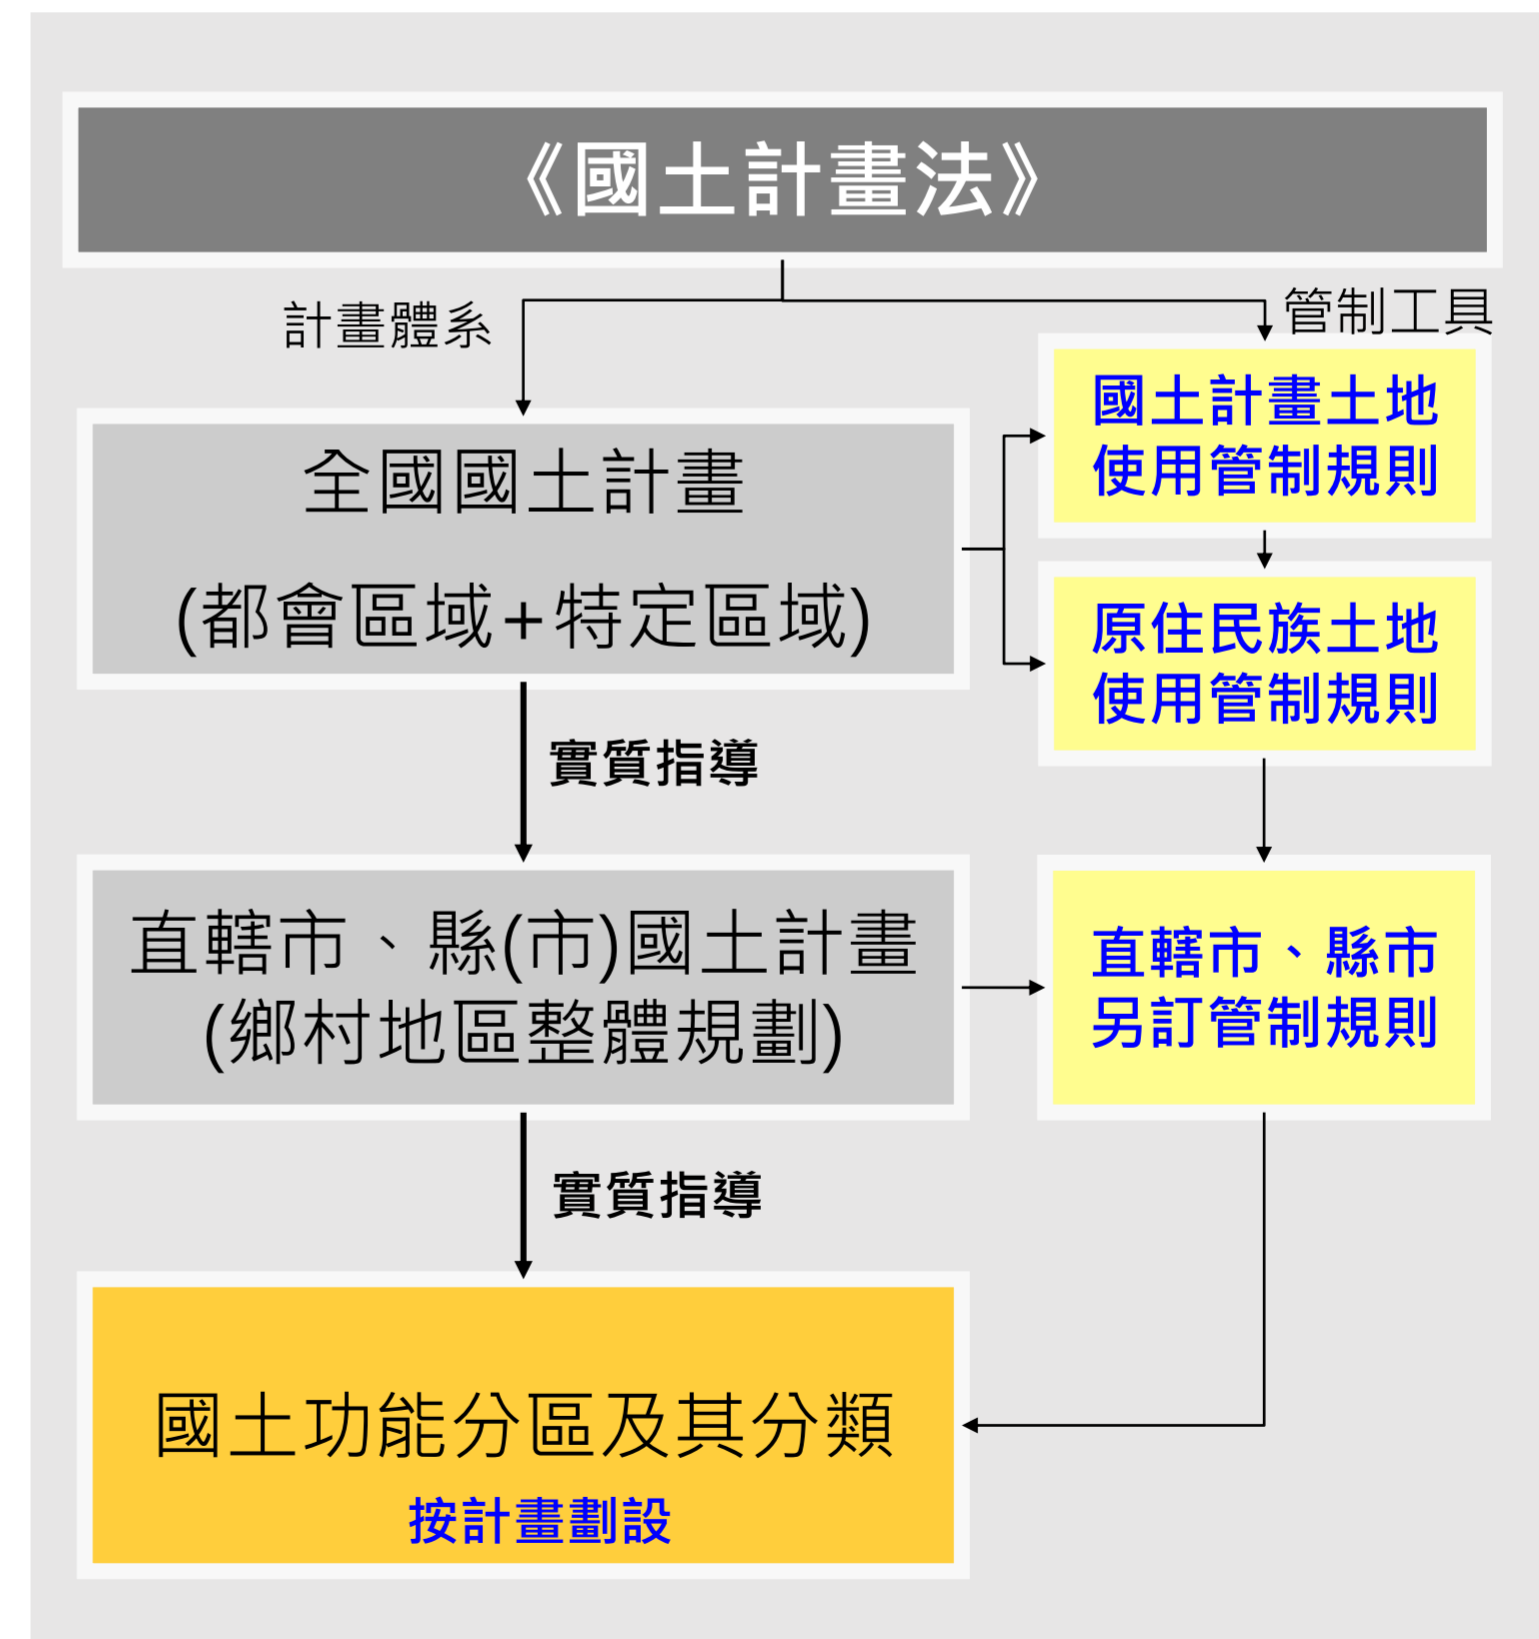 《國土計畫法》
計畫體系
管制工具
國土計畫土地
使用管制規則
全國國土計畫
(都會區域+特定區域)
原住民族土地
使用管制規則
實質指導
直轄市、縣(市)國土計畫
(鄉村地區整體規劃)
直轄市、縣市
另訂管制規則
實質指導
國土功能分區及其分類
按計畫劃設